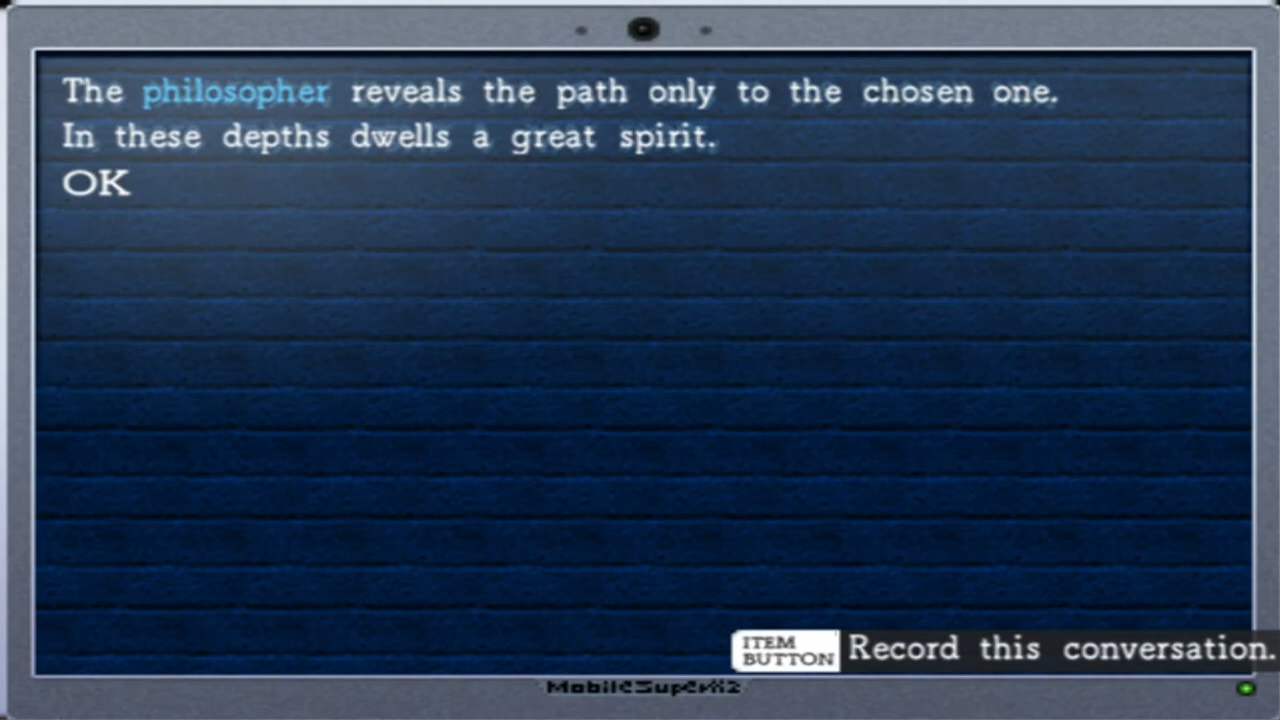 The philosopher reveals the path only to the chosen one.
In these depths dwells a great spirit.
OK
ITEM
BUTTON
Record this conversation.
MobileSuperX2